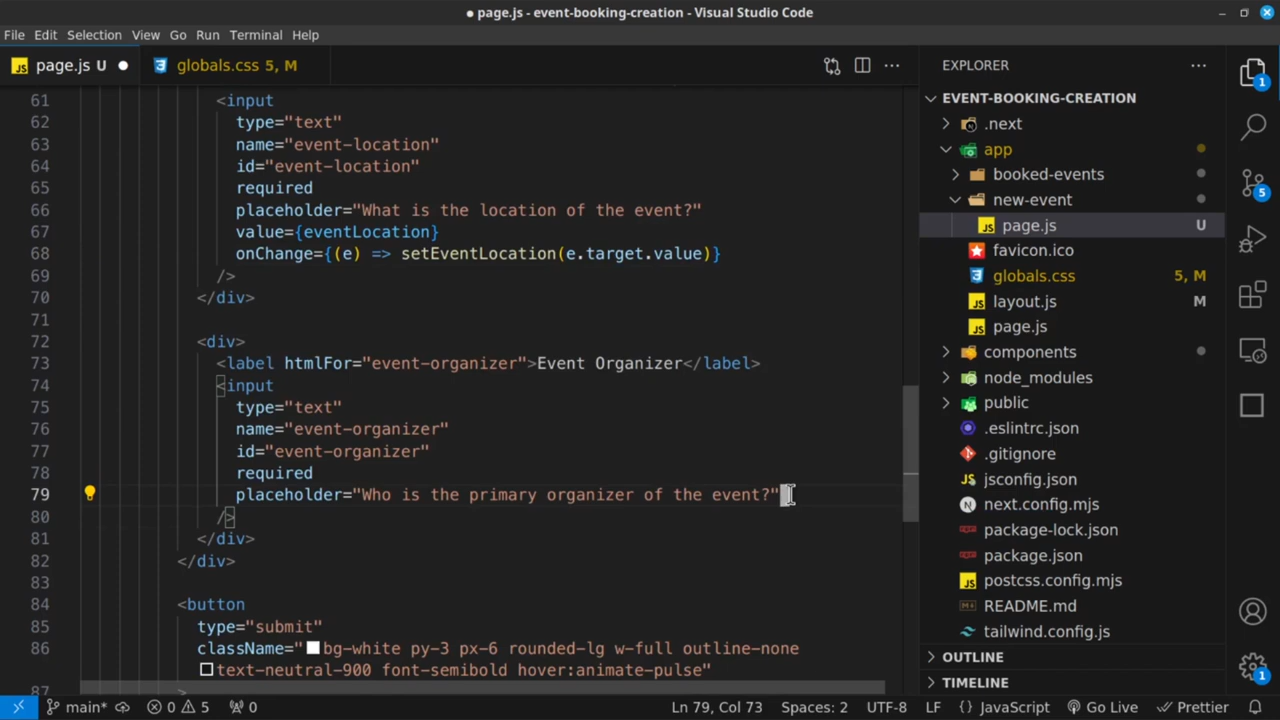 page.js - event-booking-creation - Visual Studio Code
File Edit Selection View Go Run Terminal Help
JS page.js U
globals.css 5, M
61 <input
62 type="text"
63 name="event-location"
64 id="event-location"
65 required
66 placeholder="What is the location of the event?"
67 value={eventLocation}
68 onChange={(e) => setEventLocation(e.target.value)}
69 />
70 </div>
71
72 <div>
73 <label htmlFor="event-organizer">Event Organizer</label>
74 <input
75 type="text"
76 name="event-organizer"
77 id="event-organizer"
78 required
79 placeholder="Who is the primary organizer of the event?"
80 />
81 </div>
82 </div>
83
84 <button
85 type="submit"
86 className="bg-white py-3 px-6 rounded-lg w-full outline-none
text-neutral-900 font-semibold hover:animate-pulse"
87 >
EXPLORER
EVENT-BOOKING-CREATION
.next
app
booked-events
new-event
JS page.js U
favicon.ico
globals.css 5, M
JS layout.js M
JS page.js
components
node_modules
public
.eslintrc.json
.gitignore
jsconfig.json
next.config.mjs
package-lock.json
package.json
JS postcss.config.mjs
README.md
tailwind.config.js
OUTLINE
TIMELINE
1
5
1
main* 0 5 0
Ln 79, Col 73 Spaces: 2 UTF-8 LF {} JavaScript Go Live Prettier